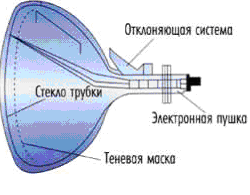 Отклоняющая система
Стекло трубки
Электронная пушка
Теневая маска